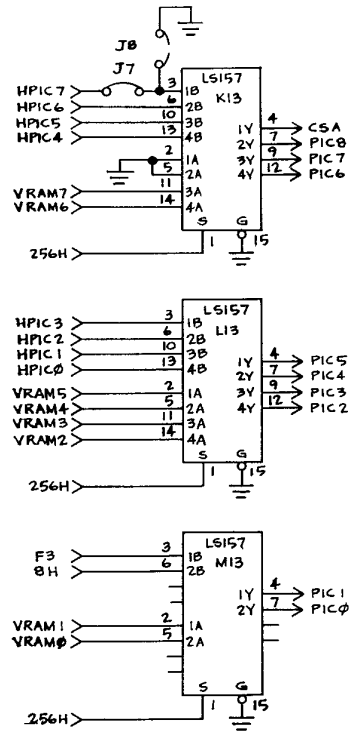 J8
J7
LS157
K13
HPIC7 3 1B
HPIC6 6 2B
HPIC5 10 3B
HPIC4 13 4B
1Y 4 CSA
2Y 7 PIC8
3Y 9 PIC7
4Y 12 PIC6
2 1A
5 2A
VRAM7 11 3A
VRAM6 14 4A
S G
256H 1 15
LS157
L13
HPIC3 3 1B
HPIC2 6 2B
HPIC1 10 3B
HPICØ 13 4B
1Y 4 PIC5
2Y 7 PIC4
3Y 9 PIC3
4Y 12 PIC2
VRAM5 2 1A
VRAM4 5 2A
VRAM3 11 3A
VRAM2 14 4A
S G
256H 1 15
LS157
M13
F3 3 1B
8H 6 2B
1Y 4 PIC1
2Y 7 PICØ
VRAM1 2 1A
VRAMØ 5 2A
S G
256H 1 15